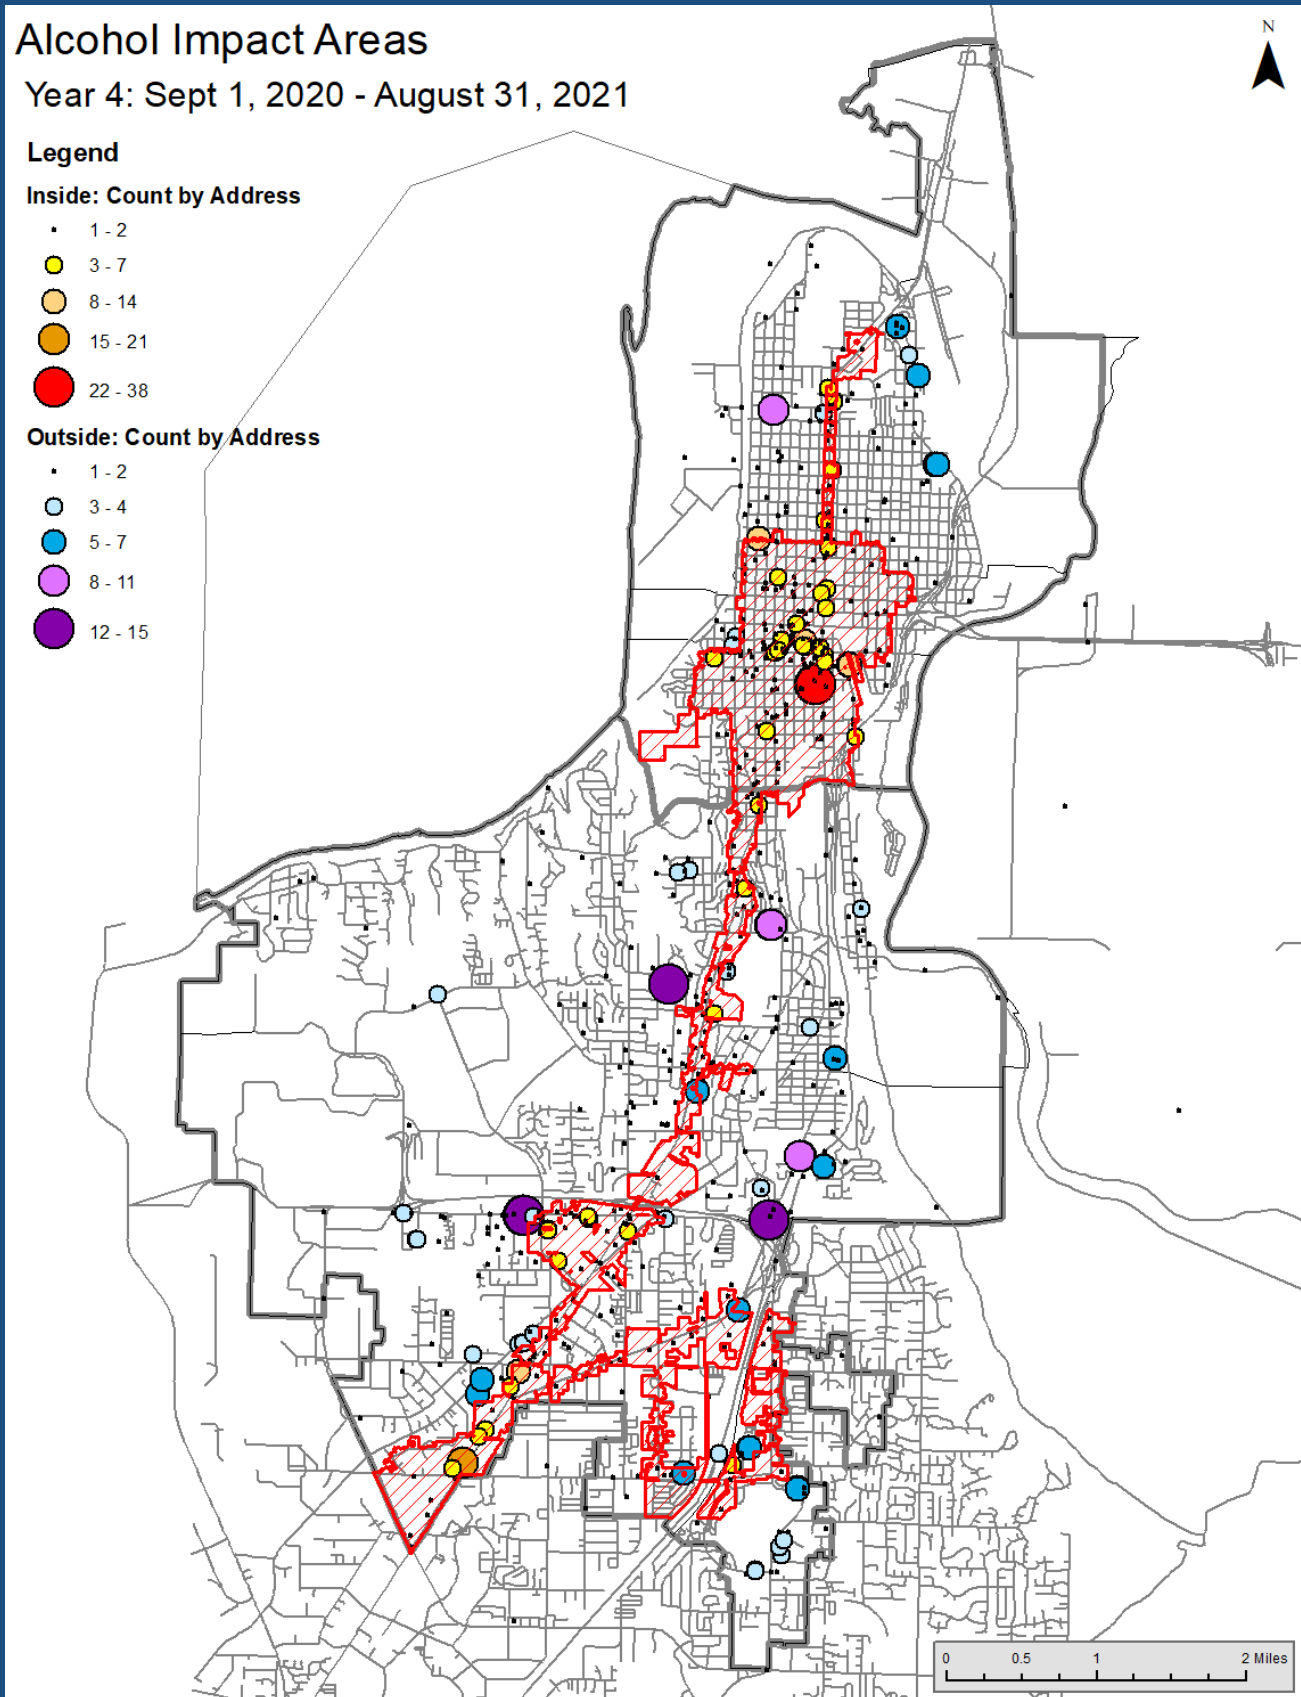 Alcohol Impact Areas
Year 4: Sept 1, 2020 - August 31, 2021
N
Legend
Inside: Count by Address
1 - 2
3 - 7
8 - 14
15 - 21
22 - 38
Outside: Count by Address
1 - 2
3 - 4
5 - 7
8 - 11
12 - 15
0 0.5 1 2 Miles